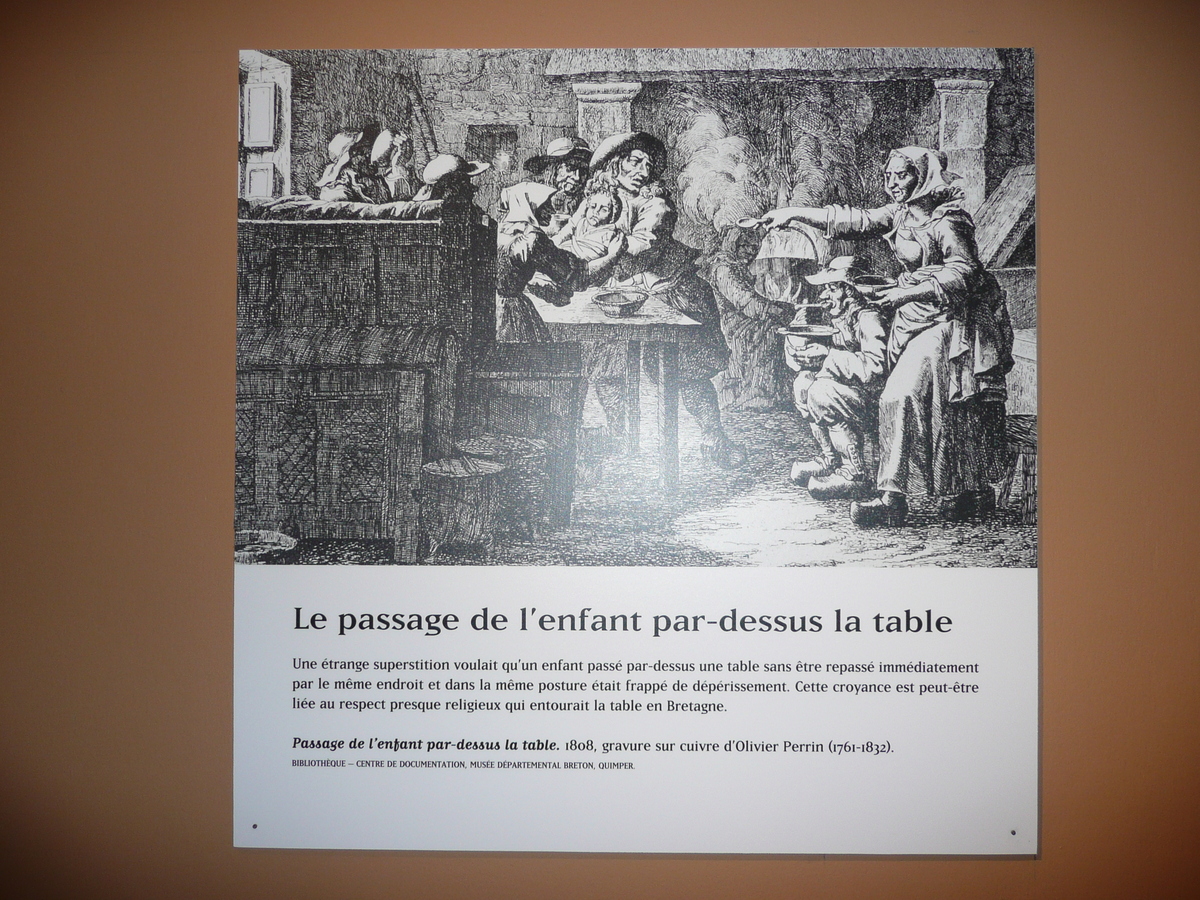 Le passage de l'enfant par-dessus la table
Une étrange superstition voulait qu'un enfant passé par-dessus une table sans être repassé immédiatement
par le même endroit et dans la même posture était frappé de dépérissement. Cette croyance est peut-être
liée au respect presque religieux qui entourait la table en Bretagne.
Passage de l'enfant par-dessus la table. 1808, gravure sur cuivre d'Olivier Perrin (1761-1832).
BIBLIOTHÈQUE – CENTRE DE DOCUMENTATION, MUSÉE DÉPARTEMENTAL BRETON, QUIMPER.